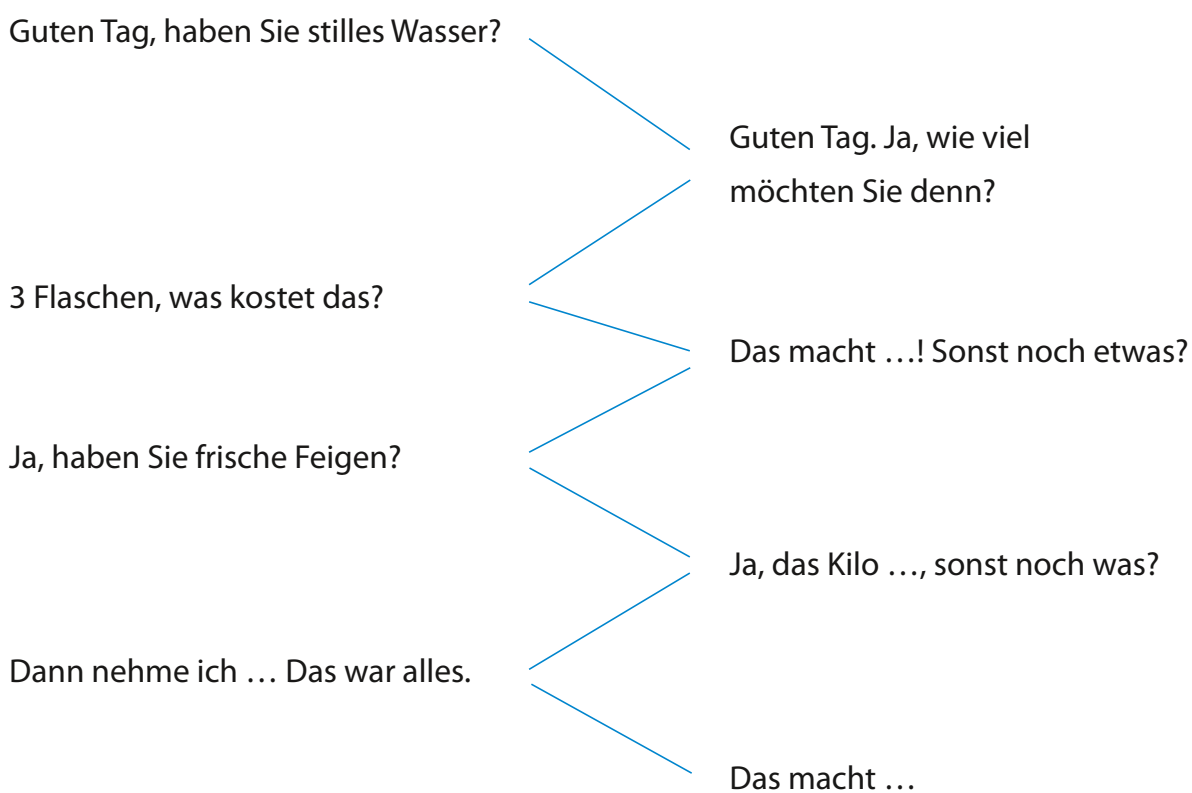 Guten Tag, haben Sie stilles Wasser?
Guten Tag. Ja, wie viel
möchten Sie denn?
3 Flaschen, was kostet das?
Das macht …! Sonst noch etwas?
Ja, haben Sie frische Feigen?
Ja, das Kilo …, sonst noch was?
Dann nehme ich … Das war alles.
Das macht …